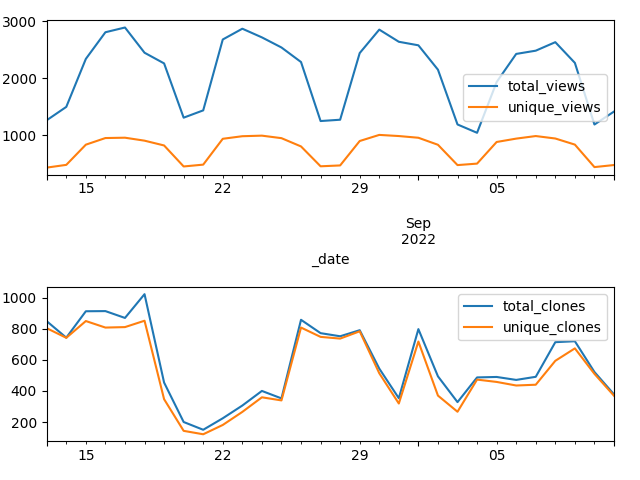 3000
2000
1000
total_views
unique_views
15
22
29
05
Sep
2022
_date
1000
800
600
400
200
total_clones
unique_clones
15
22
29
05